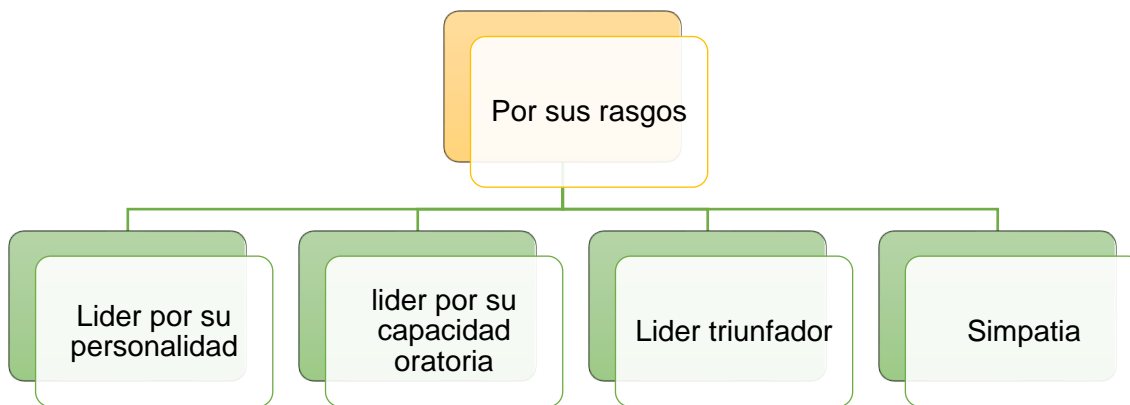 Por sus rasgos
Lider por su
personalidad
lider por su
capacidad
oratoria
Lider triunfador
Simpatia